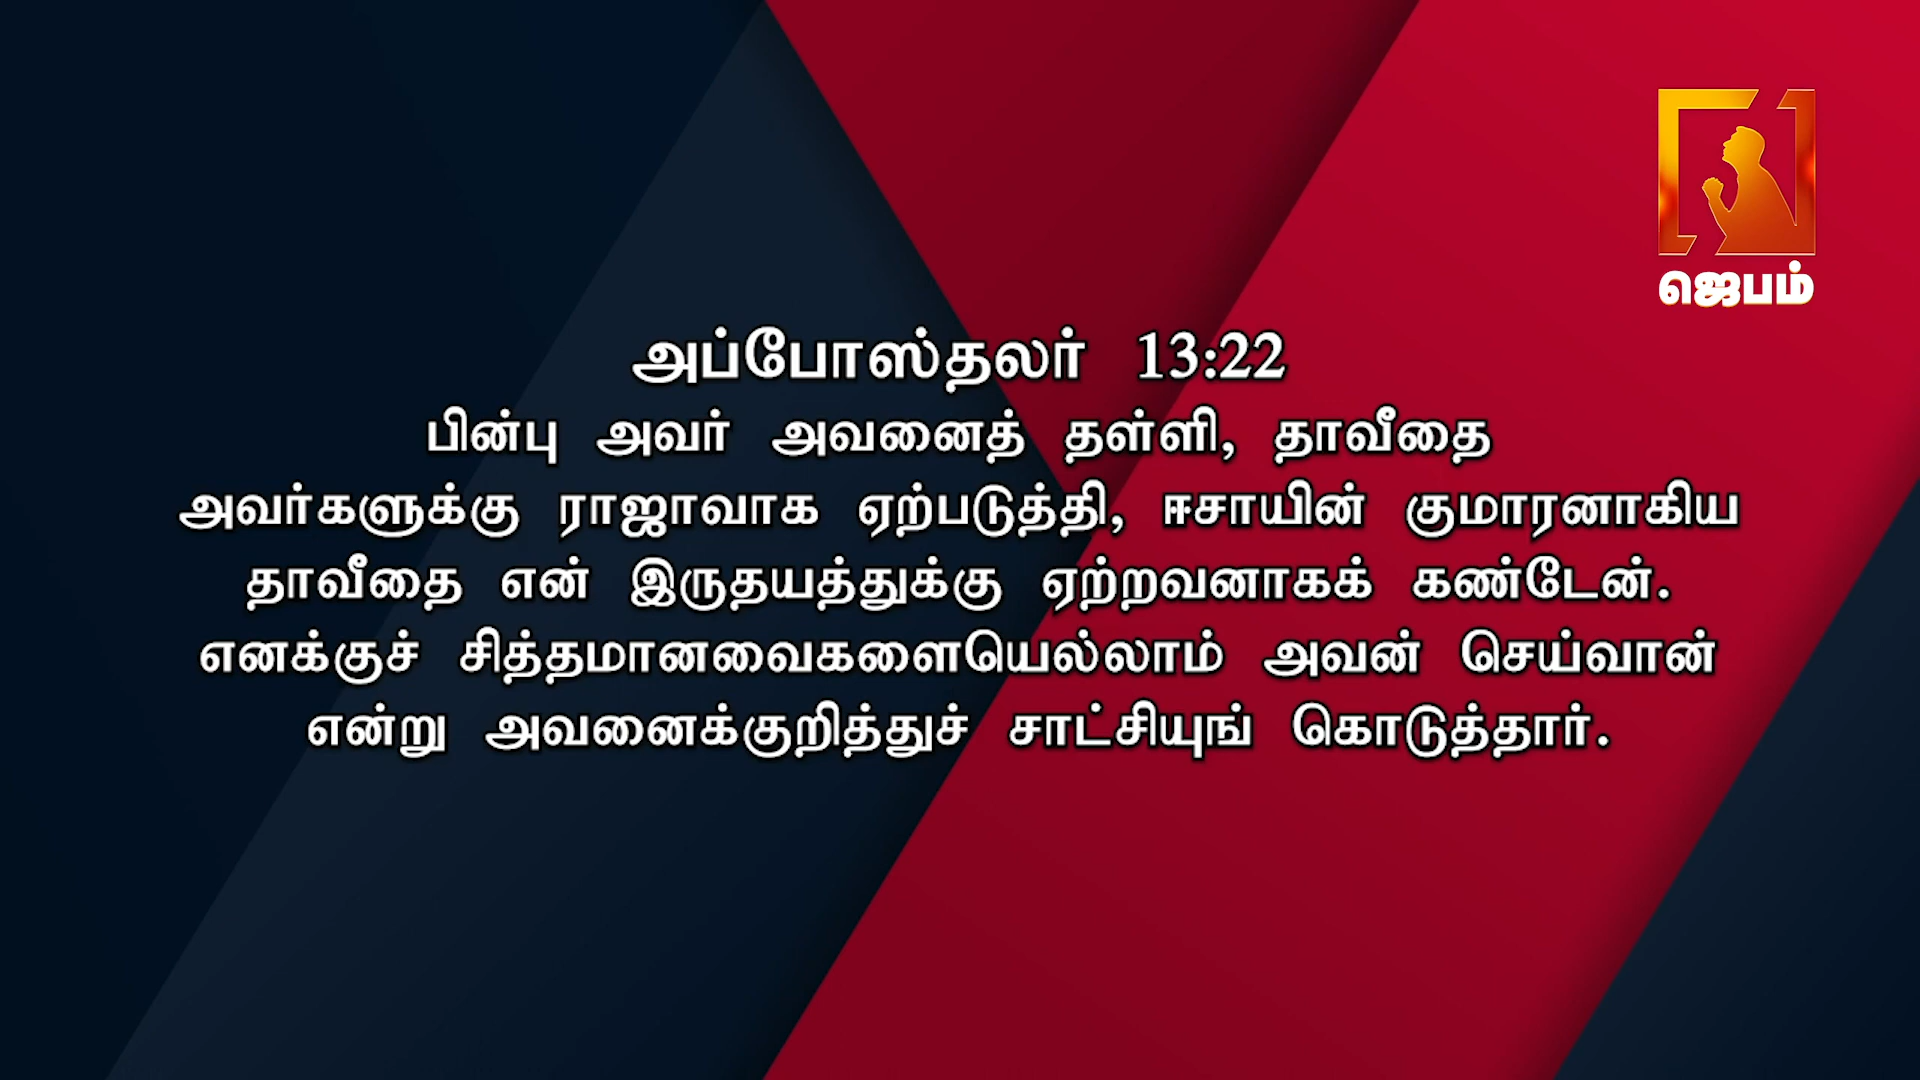 ஜெபம்
அப்போஸ்தலர் 13:22
பின்பு அவர் அவனைத் தள்ளி, தாவீதை
அவர்களுக்கு ராஜாவாக ஏற்படுத்தி, ஈசாயின் குமாரனாகிய
தாவீதை என் இருதயத்துக்கு ஏற்றவனாகக் கண்டேன்.
எனக்குச் சித்தமானவைகளையெல்லாம் அவன் செய்வான்
என்று அவனைக்குறித்துச் சாட்சியுங் கொடுத்தார்.